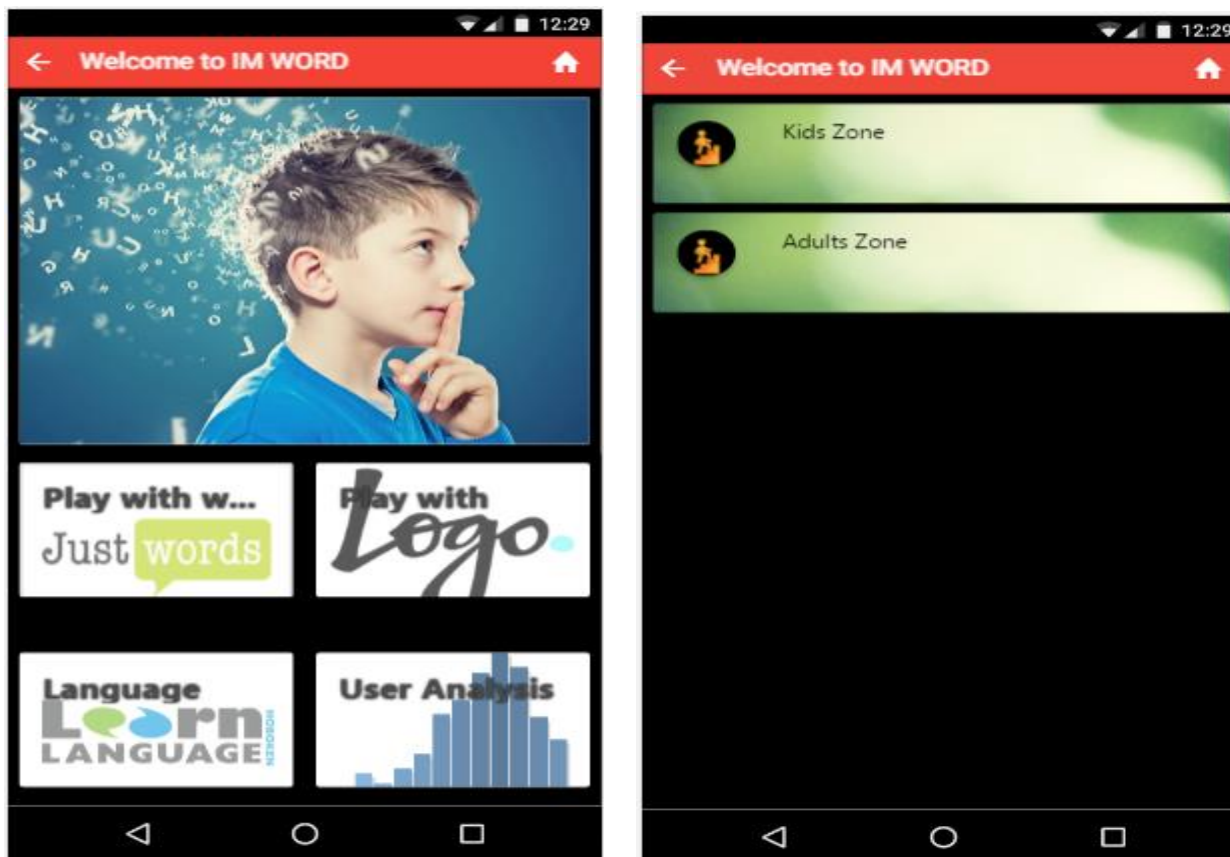 12:29
Welcome to IM WORD
Play with w...
Just words
Play with
Logo
Language
Learn
LANGUAGE
HOBOKEN
User Analysis
12:29
Welcome to IM WORD
Kids Zone
Adults Zone